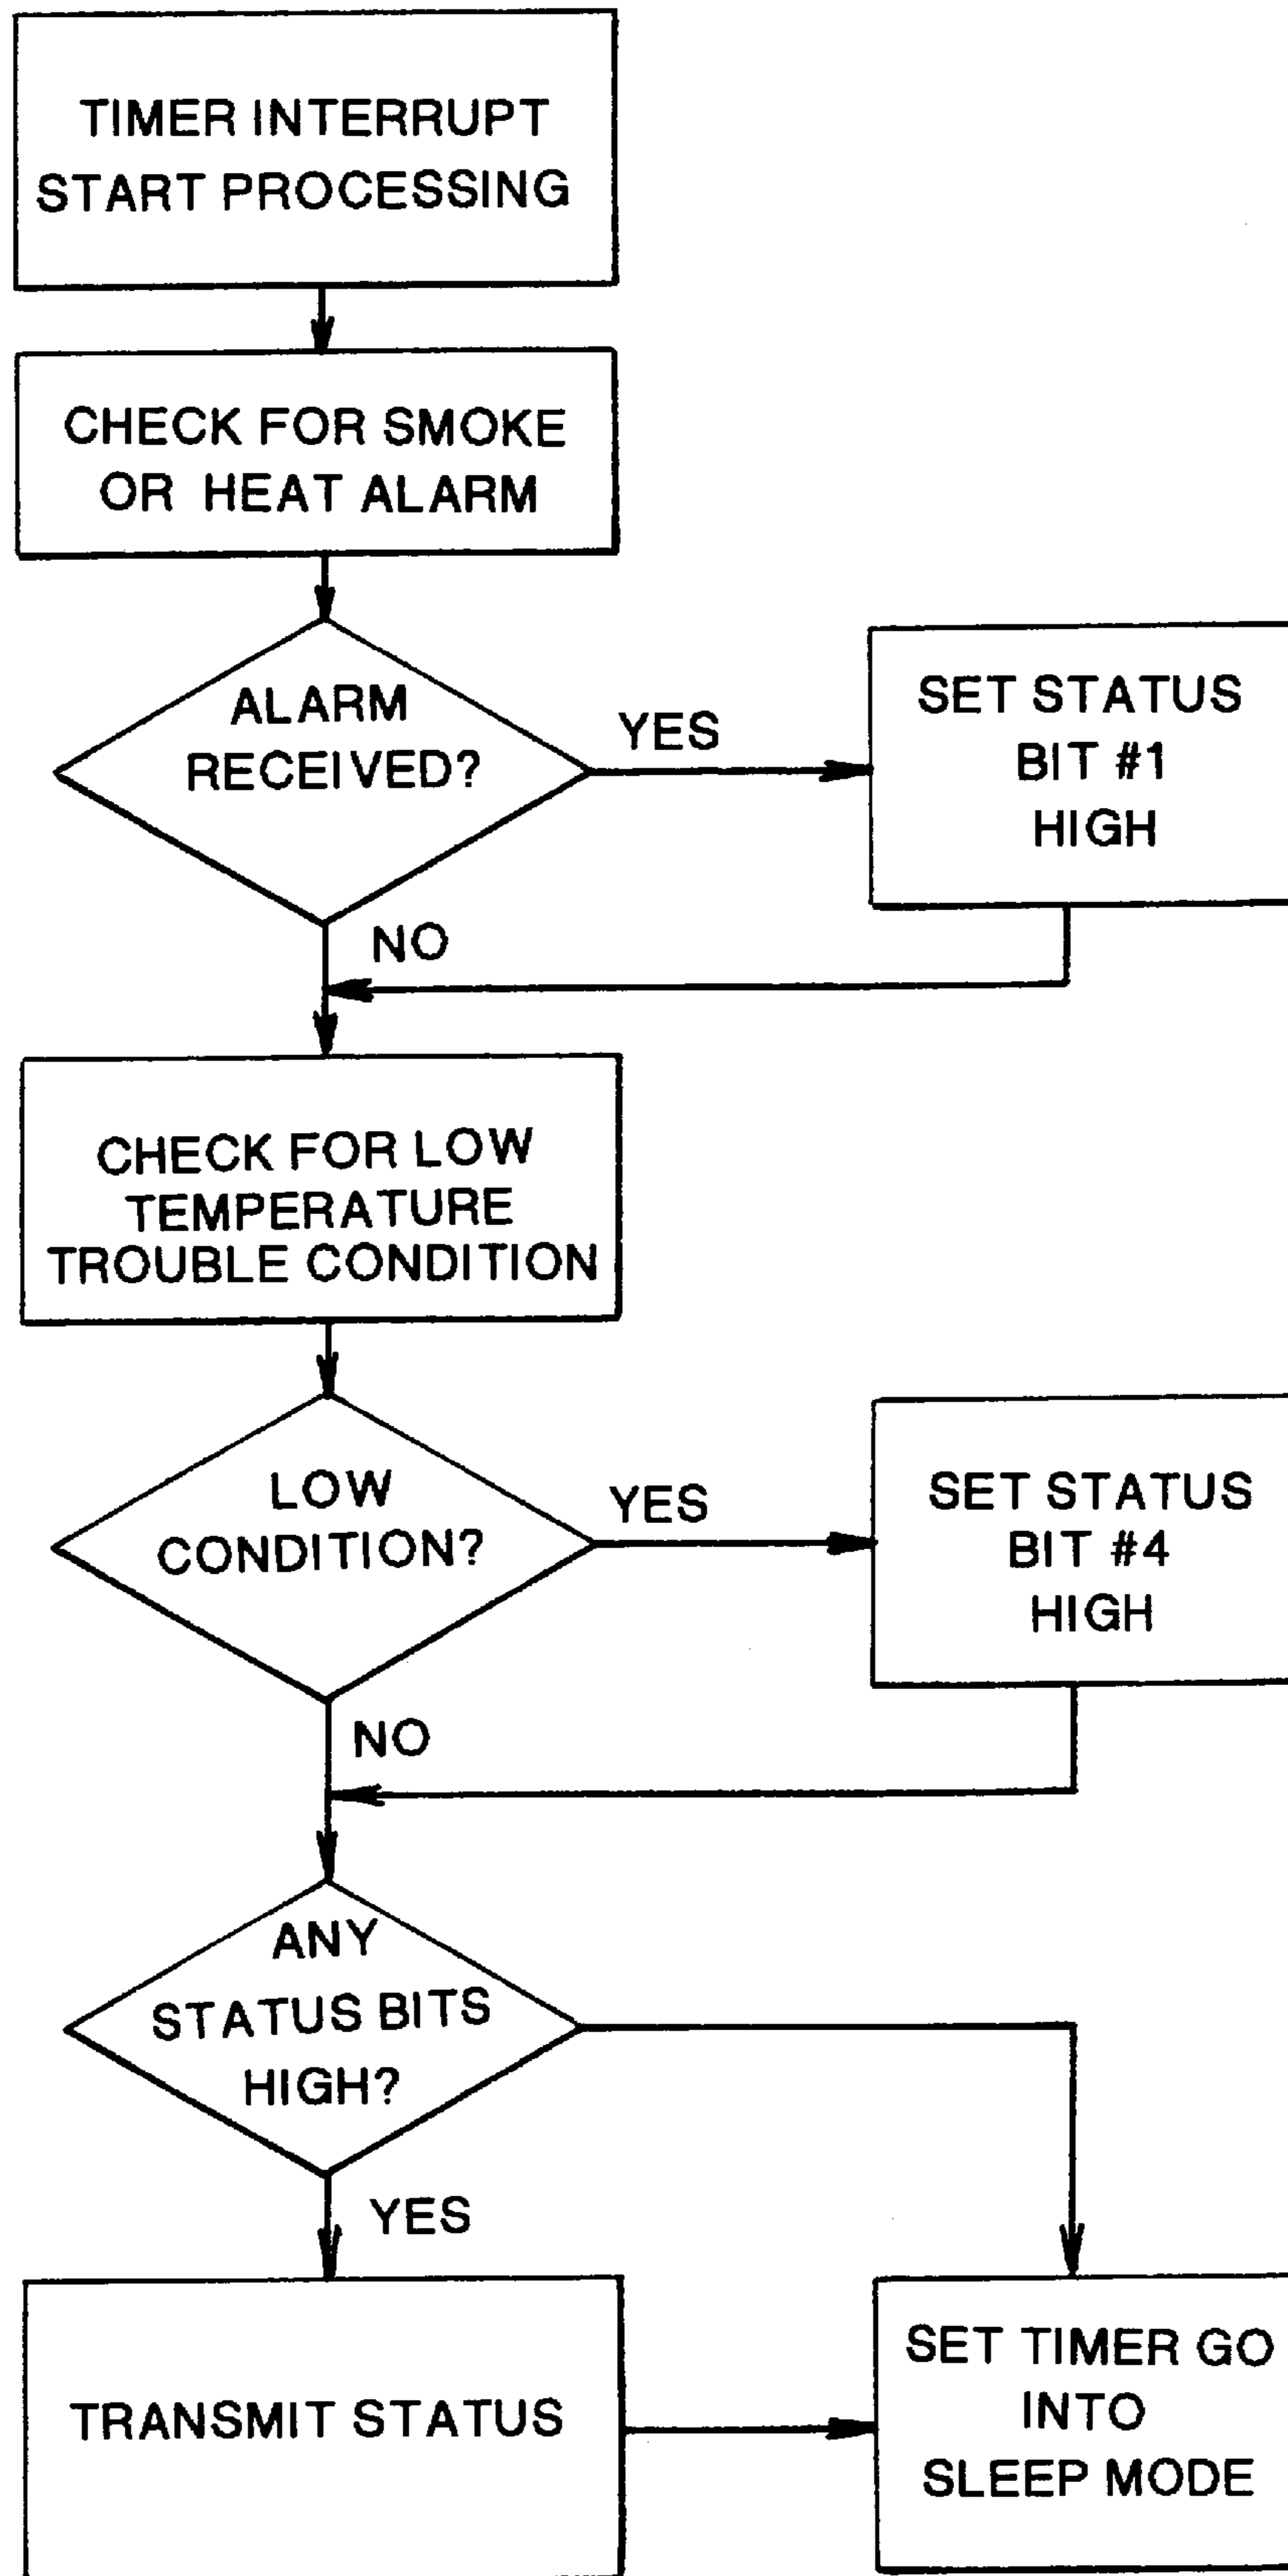 TIMER INTERRUPT
START PROCESSING
CHECK FOR SMOKE
OR HEAT ALARM
ALARM
RECEIVED?
YES
SET STATUS
BIT #1
HIGH
NO
CHECK FOR LOW
TEMPERATURE
TROUBLE CONDITION
LOW
CONDITION?
YES
SET STATUS
BIT #4
HIGH
NO
ANY
STATUS BITS
HIGH?
YES
TRANSMIT STATUS
SET TIMER GO
INTO
SLEEP MODE